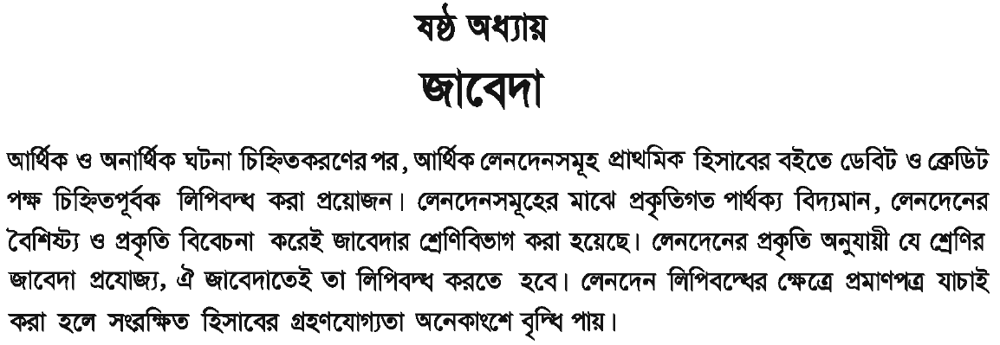 ষষ্ঠ অধ্যায়
জাবেদা
আর্থিক ও অনার্থিক ঘটনা চিহ্নিতকরণের পর, আর্থিক লেনদেনসমূহ প্রাথমিক হিসাবের বইতে ডেবিট ও ক্রেডিট
পক্ষ চিহ্নিতপূর্বক লিপিবদ্ধ করা প্রয়োজন। লেনদেনসমূহের মাঝে প্রকৃতিগত পার্থক্য বিদ্যমান, লেনদেনের
বৈশিষ্ট্য ও প্রকৃতি বিবেচনা করেই জাবেদার শ্রেণিবিভাগ করা হয়েছে। লেনদেনের প্রকৃতি অনুযায়ী যে শ্রেণির
জাবেদা প্রযোজ্য, ঐ জাবেদাতেই তা লিপিবদ্ধ করতে হবে। লেনদেন লিপিবদ্ধের ক্ষেত্রে প্রমাণপত্র যাচাই
করা হলে সংরক্ষিত হিসাবের গ্রহণযোগ্যতা অনেকাংশে বৃদ্ধি পায়।